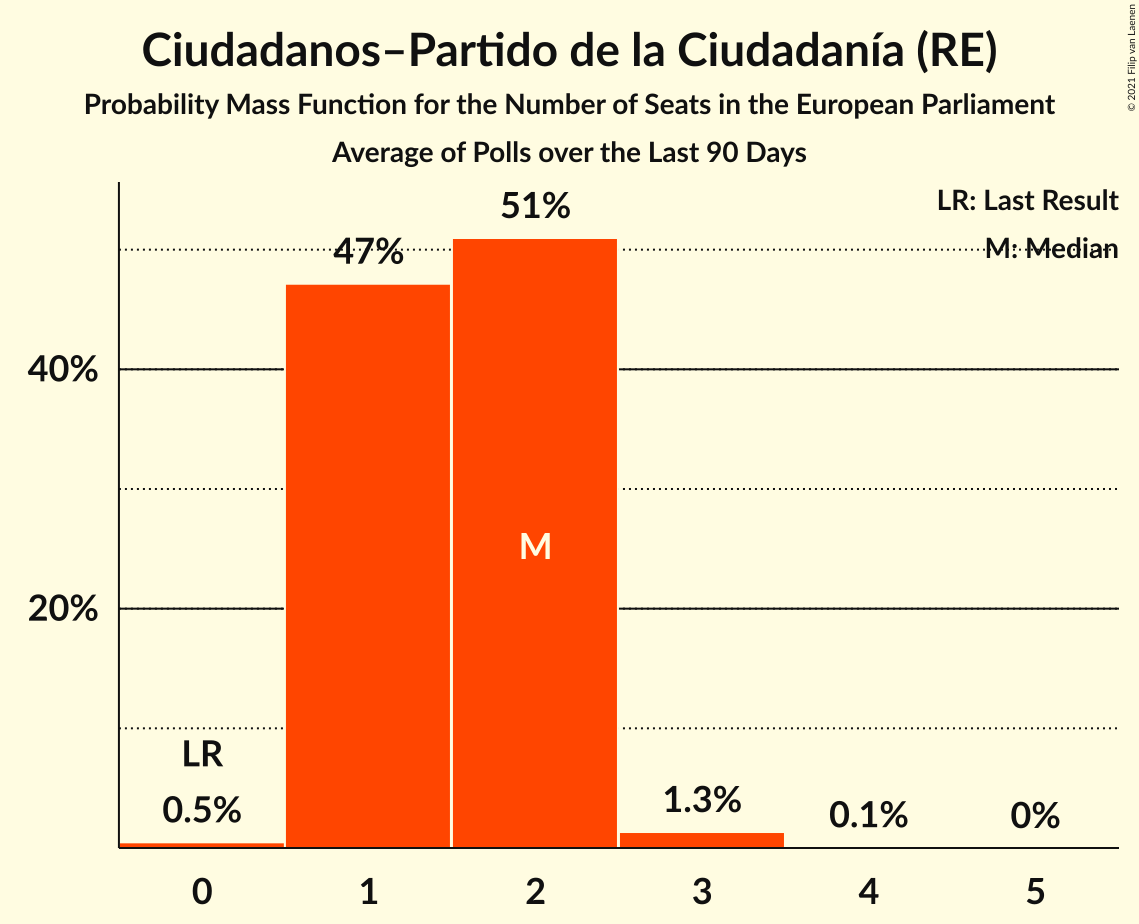 Ciudadanos–Partido de la Ciudadanía (RE)
Probability Mass Function for the Number of Seats in the European Parliament
Average of Polls over the Last 90 Days
© 2021 Filip van Laenen
LR: Last Result
M: Median
51%
47%
40%
M
20%
LR
0.5%
1.3%
0.1%
0%
0
1
2
3
4
5